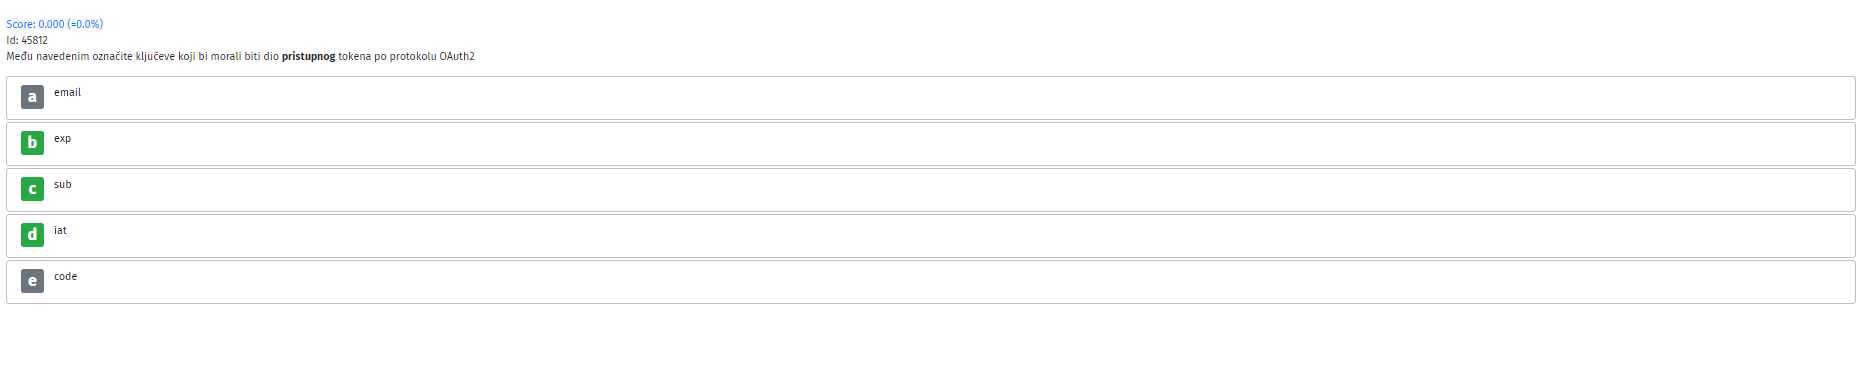 Score: 0.000 (=0.0%)
Id: 45812
Među navedenim označite ključeve koji bi morali biti dio pristupnog tokena po protokolu OAuth2
a email
b exp
c sub
d iat
e code